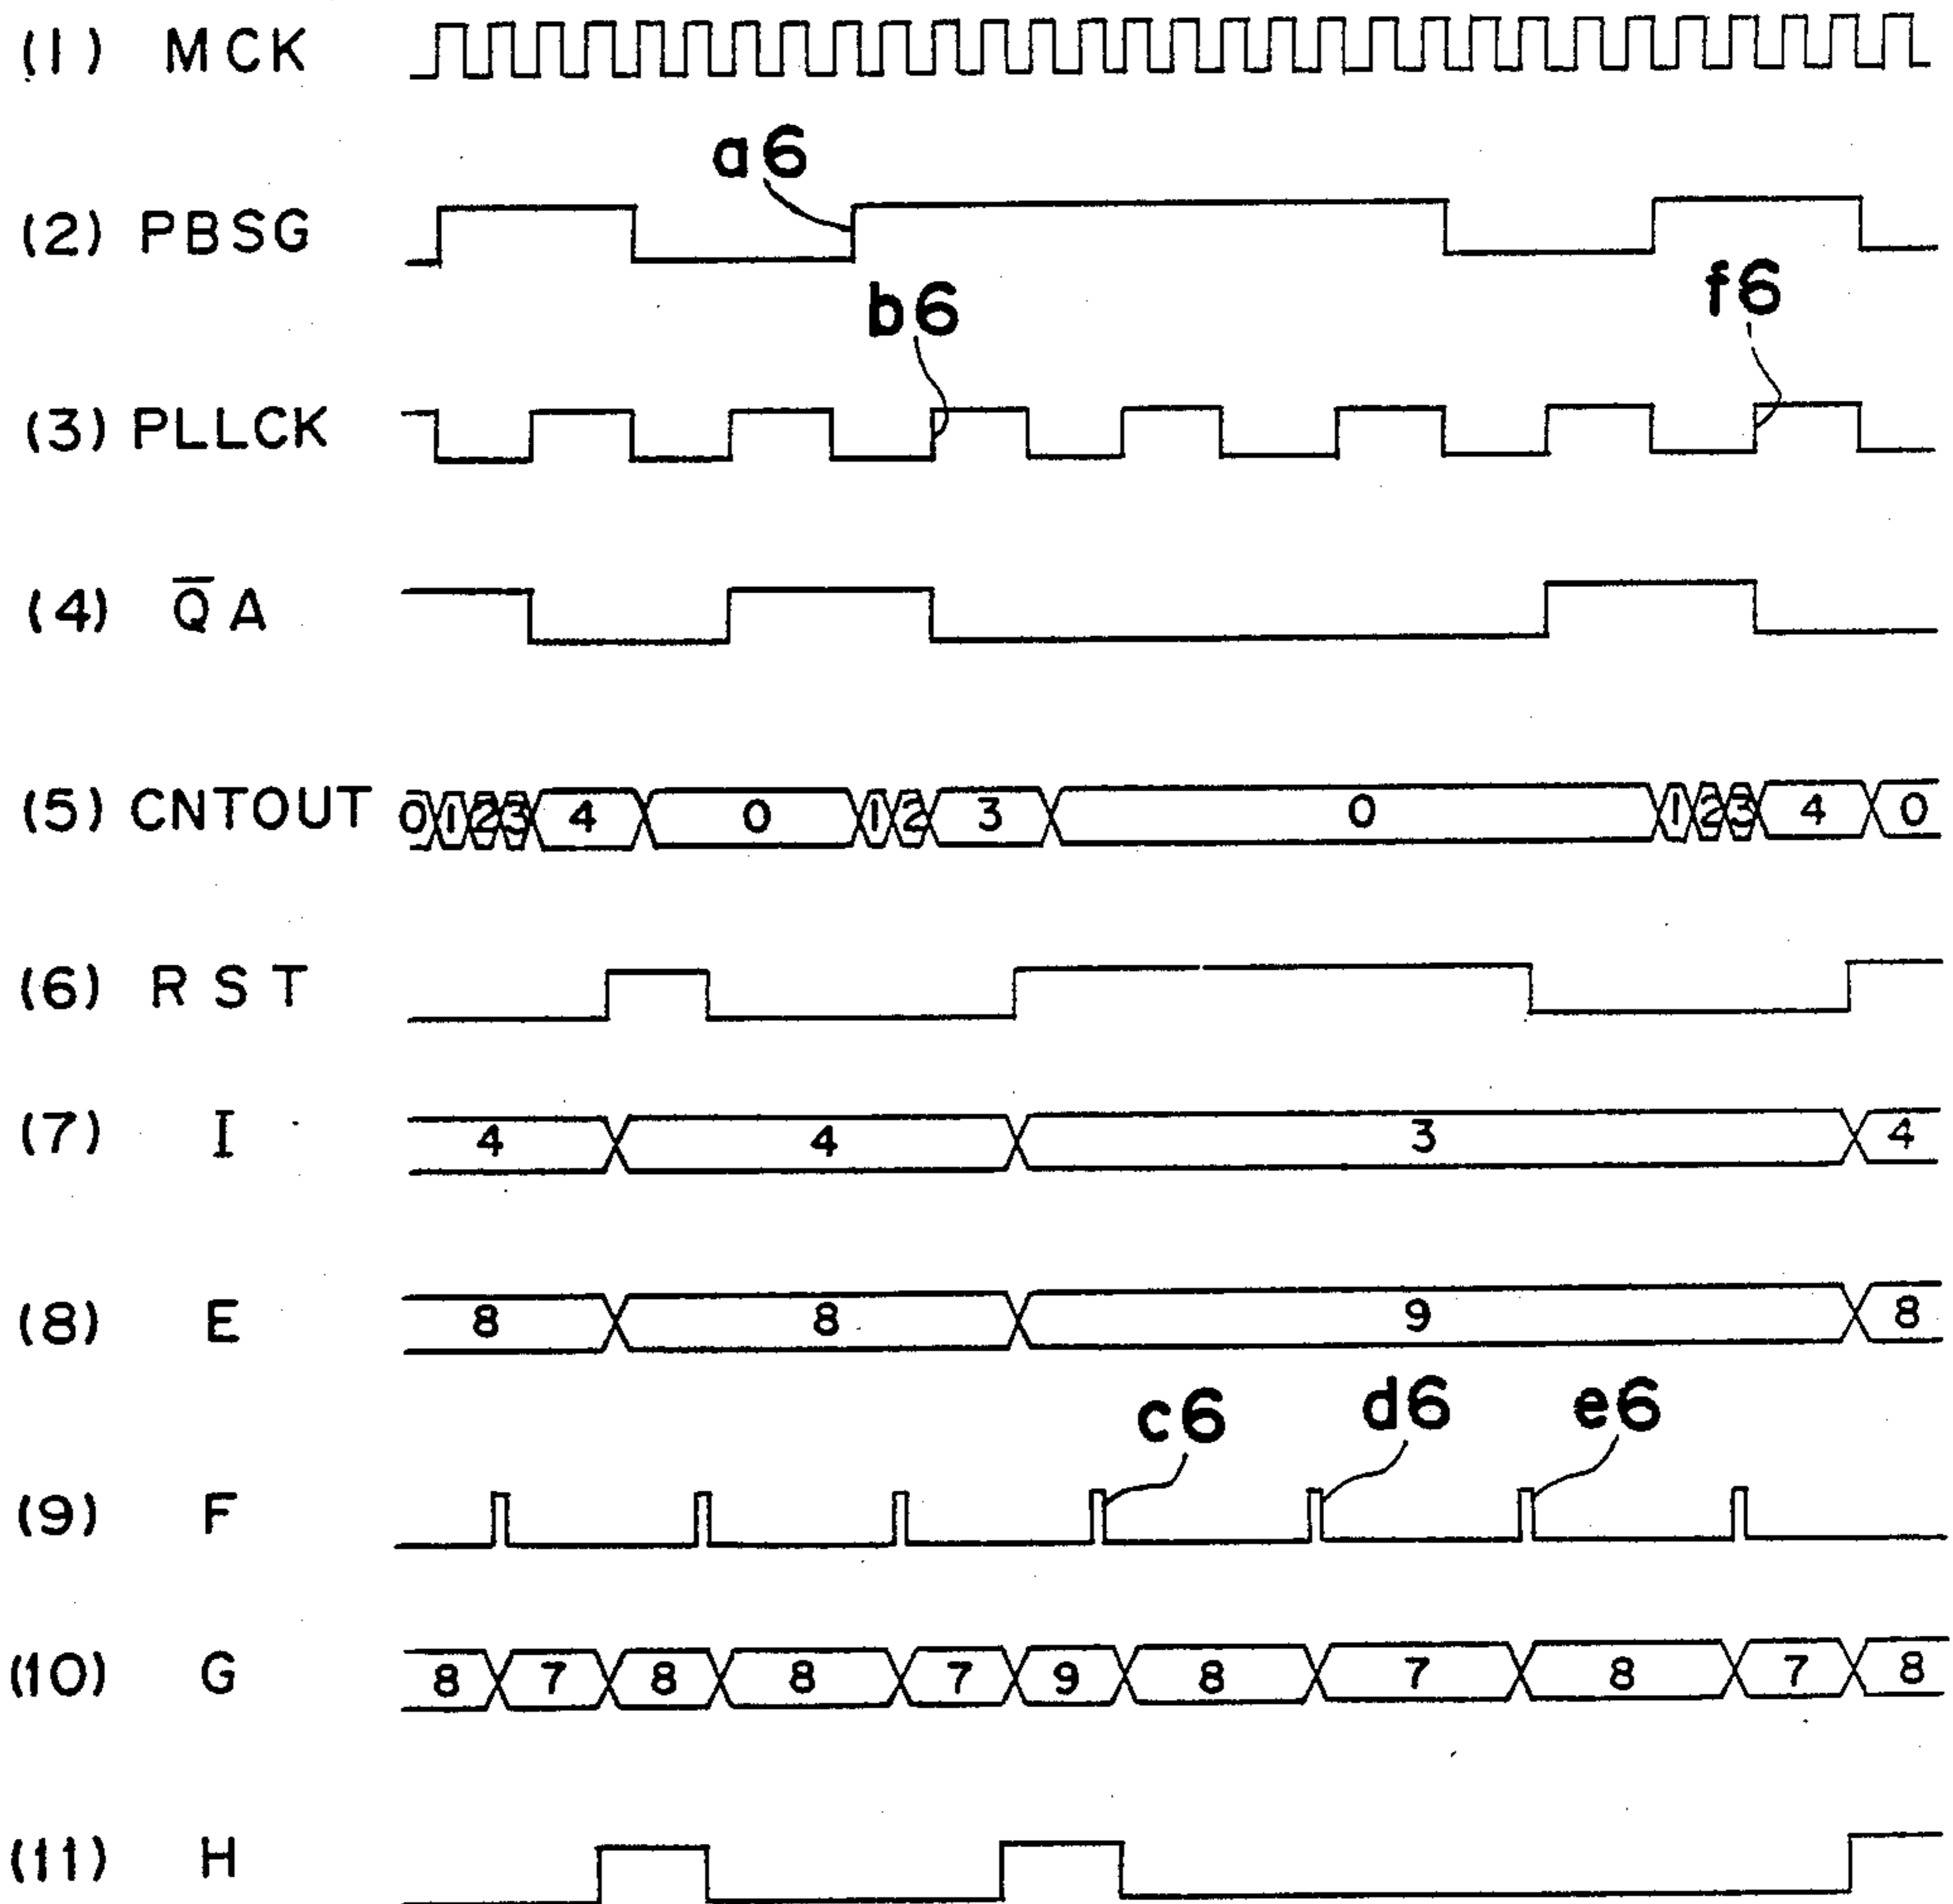 (1) MCK
a6
(2) PBSG
b6
f6
(3) PLLCK
(4) Q̅A
(5) CNTOUT 0 1 2 3 4 0 1 2 3 0 1 2 3 4 0
(6) RST
(7) I 4 4 3 4
(8) E 8 8 9 8
c6 d6 e6
(9) F
(10) G 8 7 8 8 7 9 8 7 8 7 8
(11) H